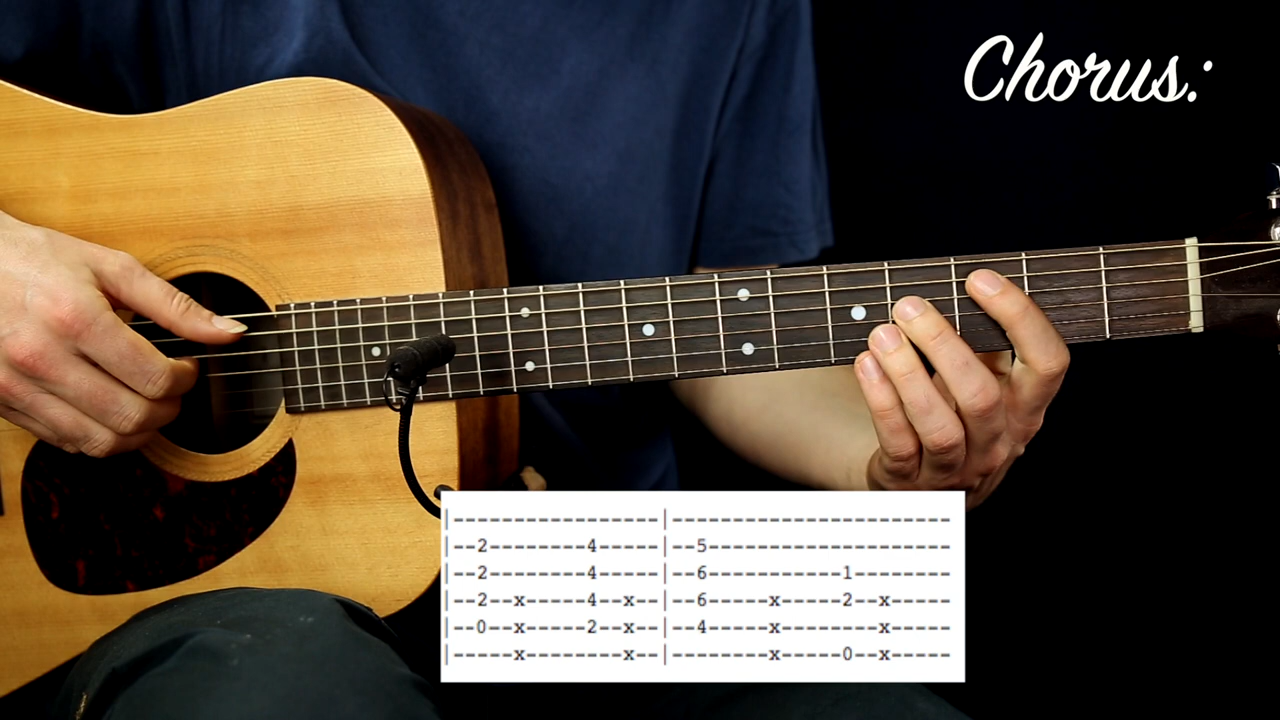 Chorus:
|-----------------|-----------------------
|--2--------4-----|--5--------------------
|--2--------4-----|--6-----------1--------
|--2--x-----4--x--|--6-----x-----2--x-----
|--0--x-----2--x--|--4-----x--------x-----
|-----x--------x--|--------x-----0--x-----